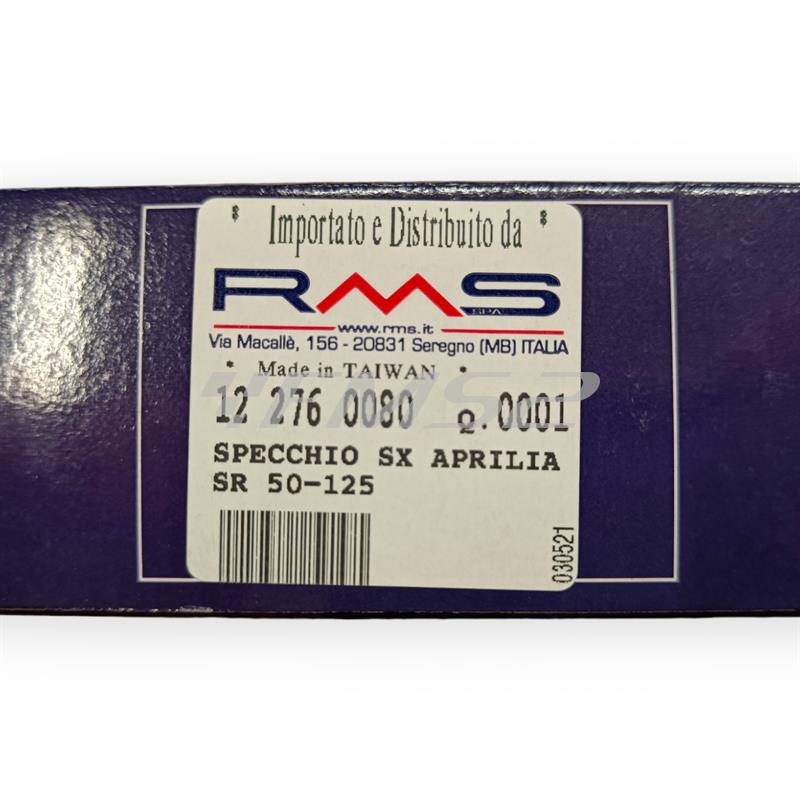 * Importato e Distribuito da *
RMS
SPA
www.rms.it
Via Macallè, 156 - 20831 Seregno (MB) ITALIA
* Made in TAIWAN *
12 276 0080 Q.0001
SPECCHIO SX APRILIA
SR 50-125
030521